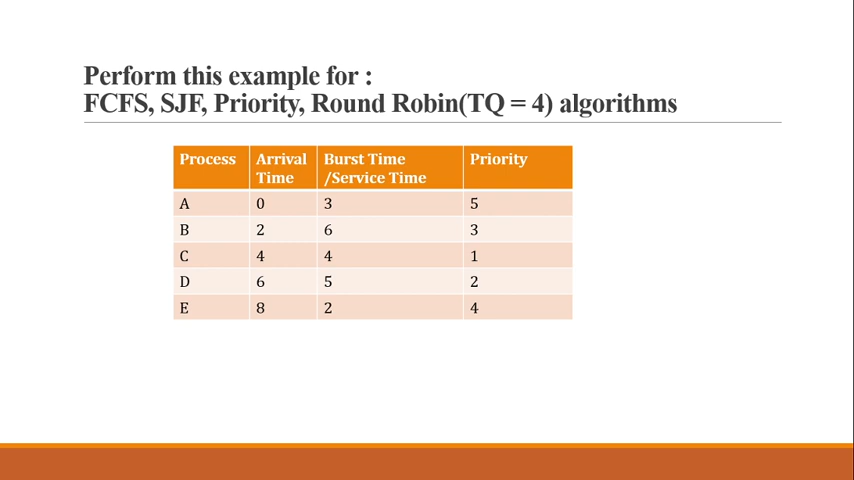 Perform this example for :
FCFS, SJF, Priority, Round Robin(TQ = 4) algorithms
Process Arrival Time Burst Time /Service Time Priority
A 0 3 5
B 2 6 3
C 4 4 1
D 6 5 2
E 8 2 4